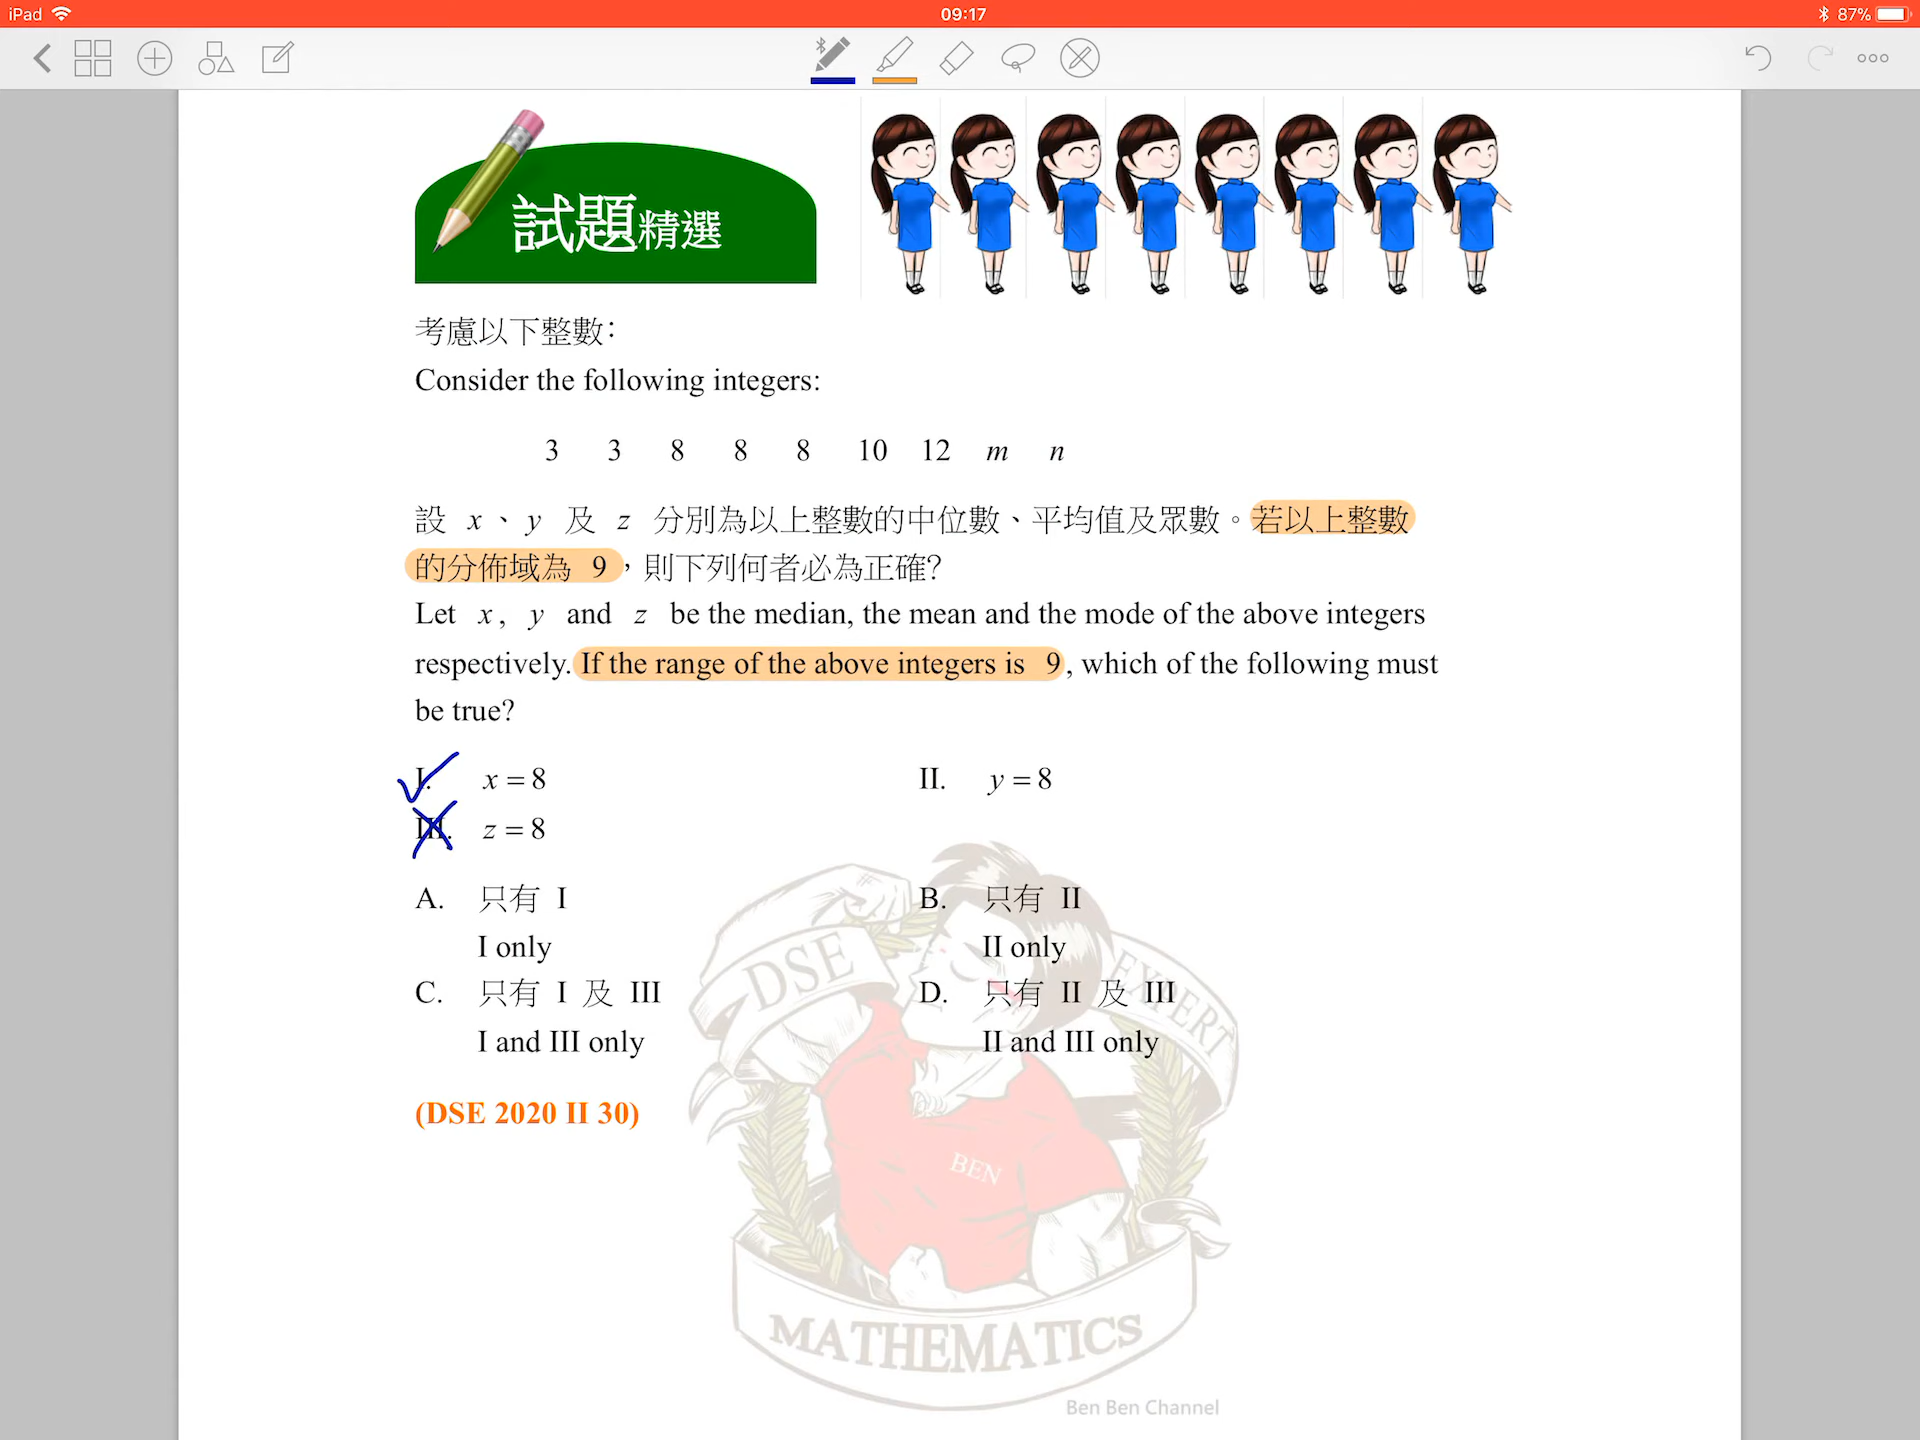 iPad 09:17 87%
試題精選
考慮以下整數：
Consider the following integers:
3 3 8 8 8 10 12 m n
設 x、y 及 z 分別為以上整數的中位數、平均值及眾數。若以上整數
的分佈域為 9，則下列何者必為正確？
Let x, y and z be the median, the mean and the mode of the above integers
respectively. If the range of the above integers is 9, which of the following must
be true?
I. x = 8 II. y = 8
III. z = 8
A. 只有 I B. 只有 II
I only II only
C. 只有 I 及 III D. 只有 II 及 III
I and III only II and III only
(DSE 2020 II 30)
DSE EXPERT
BEN
MATHEMATICS
Ben Ben Channel